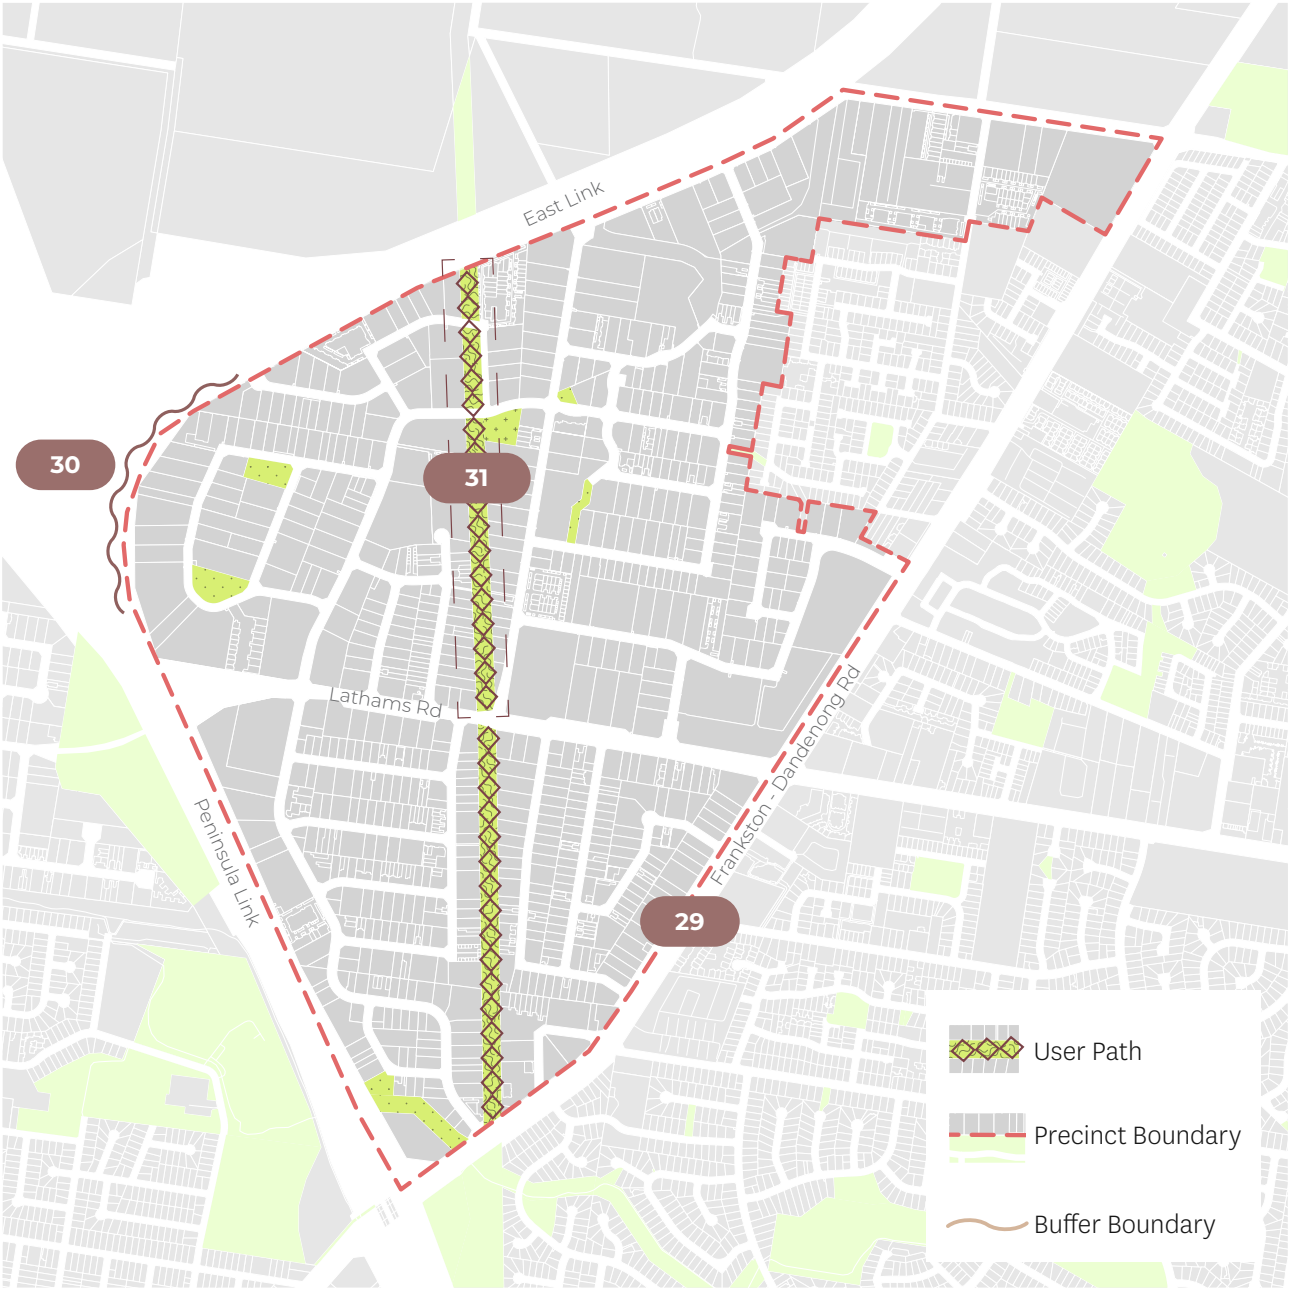 East Link
30
31
Lathams Rd
Frankston - Dandenong Rd
Peninsula Link
29
User Path
Precinct Boundary
Buffer Boundary